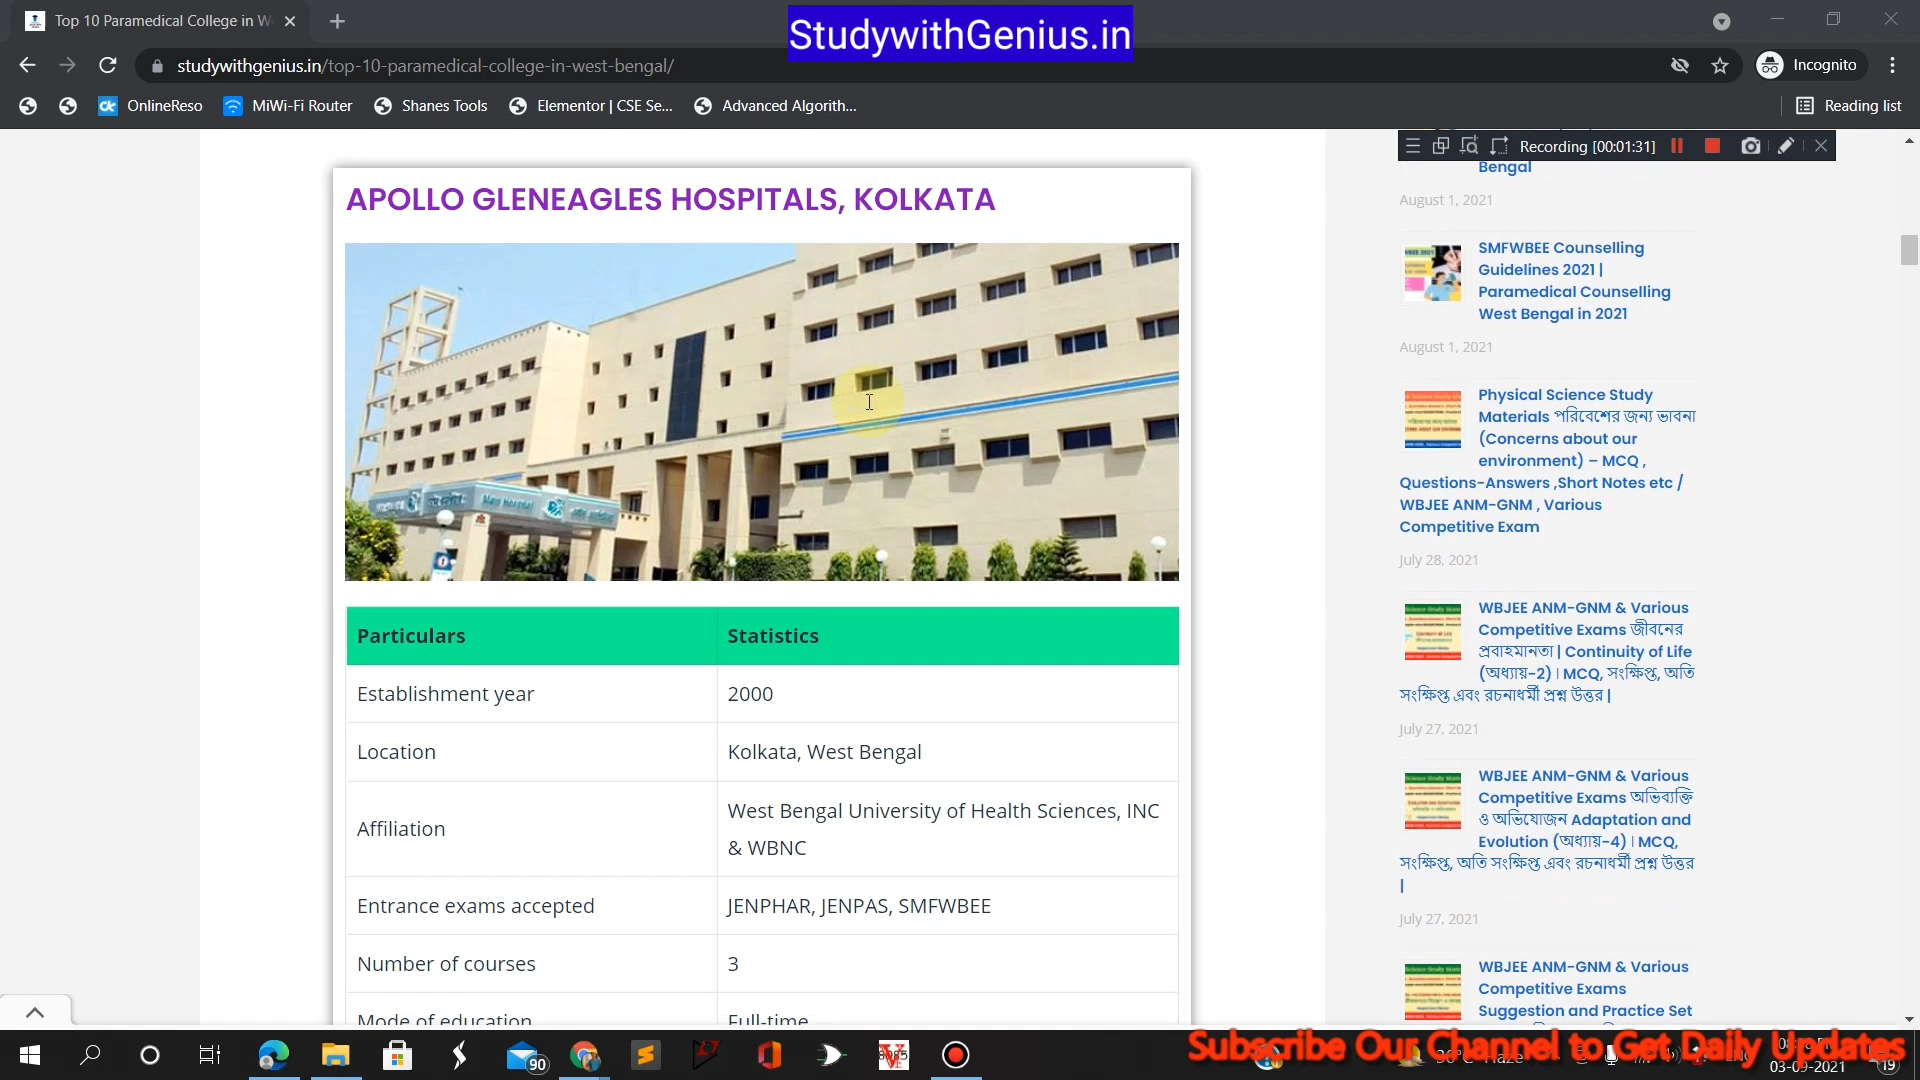 Top 10 Paramedical College in W
StudywithGenius.in
studywithgenius.in/top-10-paramedical-college-in-west-bengal/
Incognito
OnlineReso
MiWi-Fi Router
Shanes Tools
Elementor | CSE Se...
Advanced Algorith...
Reading list
Recording [00:01:31]
APOLLO GLENEAGLES HOSPITALS, KOLKATA
Main Hospital
Particulars Statistics
Establishment year 2000
Location Kolkata, West Bengal
Affiliation West Bengal University of Health Sciences, INC
& WBNC
Entrance exams accepted JENPHAR, JENPAS, SMFWBEE
Number of courses 3
Mode of education Full-time
Bengal
August 1, 2021
SMFWBEE Counselling
Guidelines 2021 |
Paramedical Counselling
West Bengal in 2021
August 1, 2021
Physical Science Study
Materials পরিবেশের জন্য ভাবনা
(Concerns about our
environment) – MCQ ,
Questions-Answers ,Short Notes etc /
WBJEE ANM-GNM , Various
Competitive Exam
July 28, 2021
WBJEE ANM-GNM & Various
Competitive Exams জীবনের
প্রবাহমানতা | Continuity of Life
(অধ্যায়-2) । MCQ, সংক্ষিপ্ত, অতি
সংক্ষিপ্ত এবং রচনাধর্মী প্রশ্ন উত্তর |
July 27, 2021
WBJEE ANM-GNM & Various
Competitive Exams অভিব্যক্তি
ও অভিযোজন Adaptation and
Evolution (অধ্যায়-4) । MCQ,
সংক্ষিপ্ত, অতি সংক্ষিপ্ত এবং রচনাধর্মী প্রশ্ন উত্তর
|
July 27, 2021
WBJEE ANM-GNM & Various
Competitive Exams
Suggestion and Practice Set
90
8085
Subscribe Our Channel to Get Daily Updates
03-09-2021
19